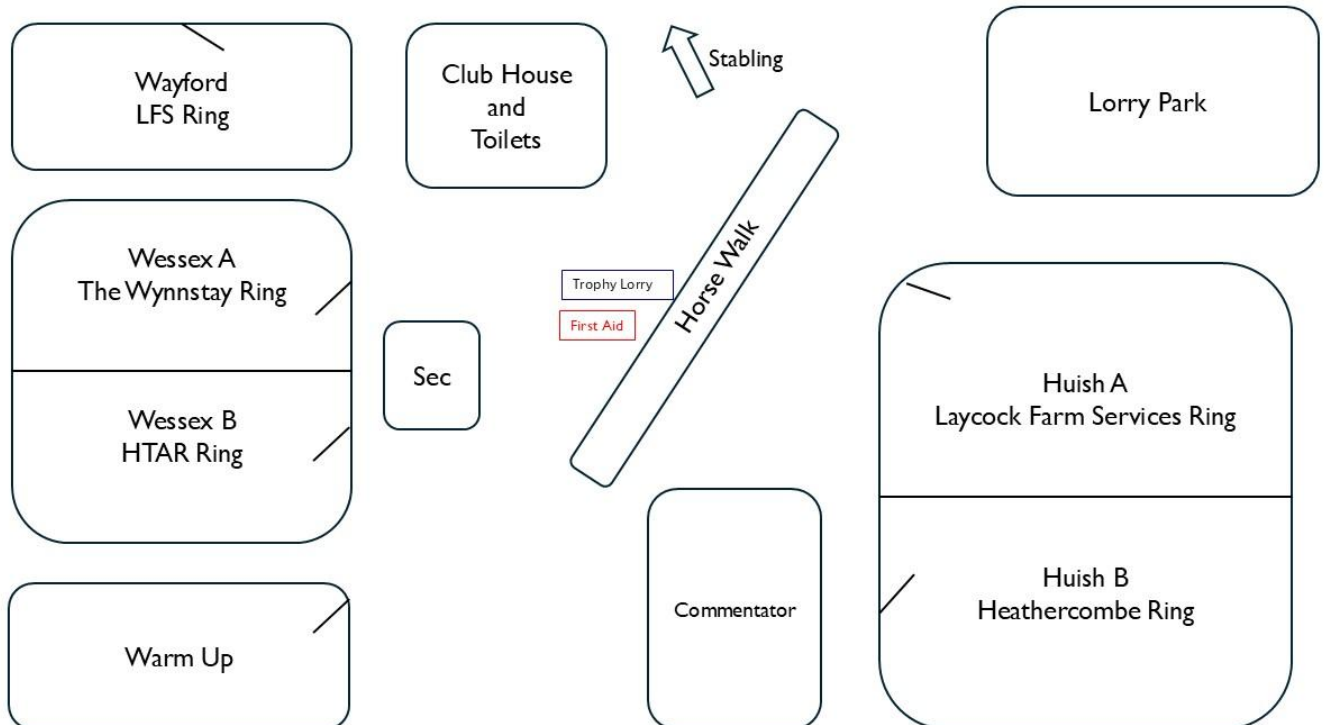 Wayford
LFS Ring
Club House
and
Toilets
Stabling
Lorry Park
Wessex A
The Wynnstay Ring
Trophy Lorry
First Aid
Horse Walk
Sec
Wessex B
HTAR Ring
Huish A
Laycock Farm Services Ring
Huish B
Heathercombe Ring
Commentator
Warm Up